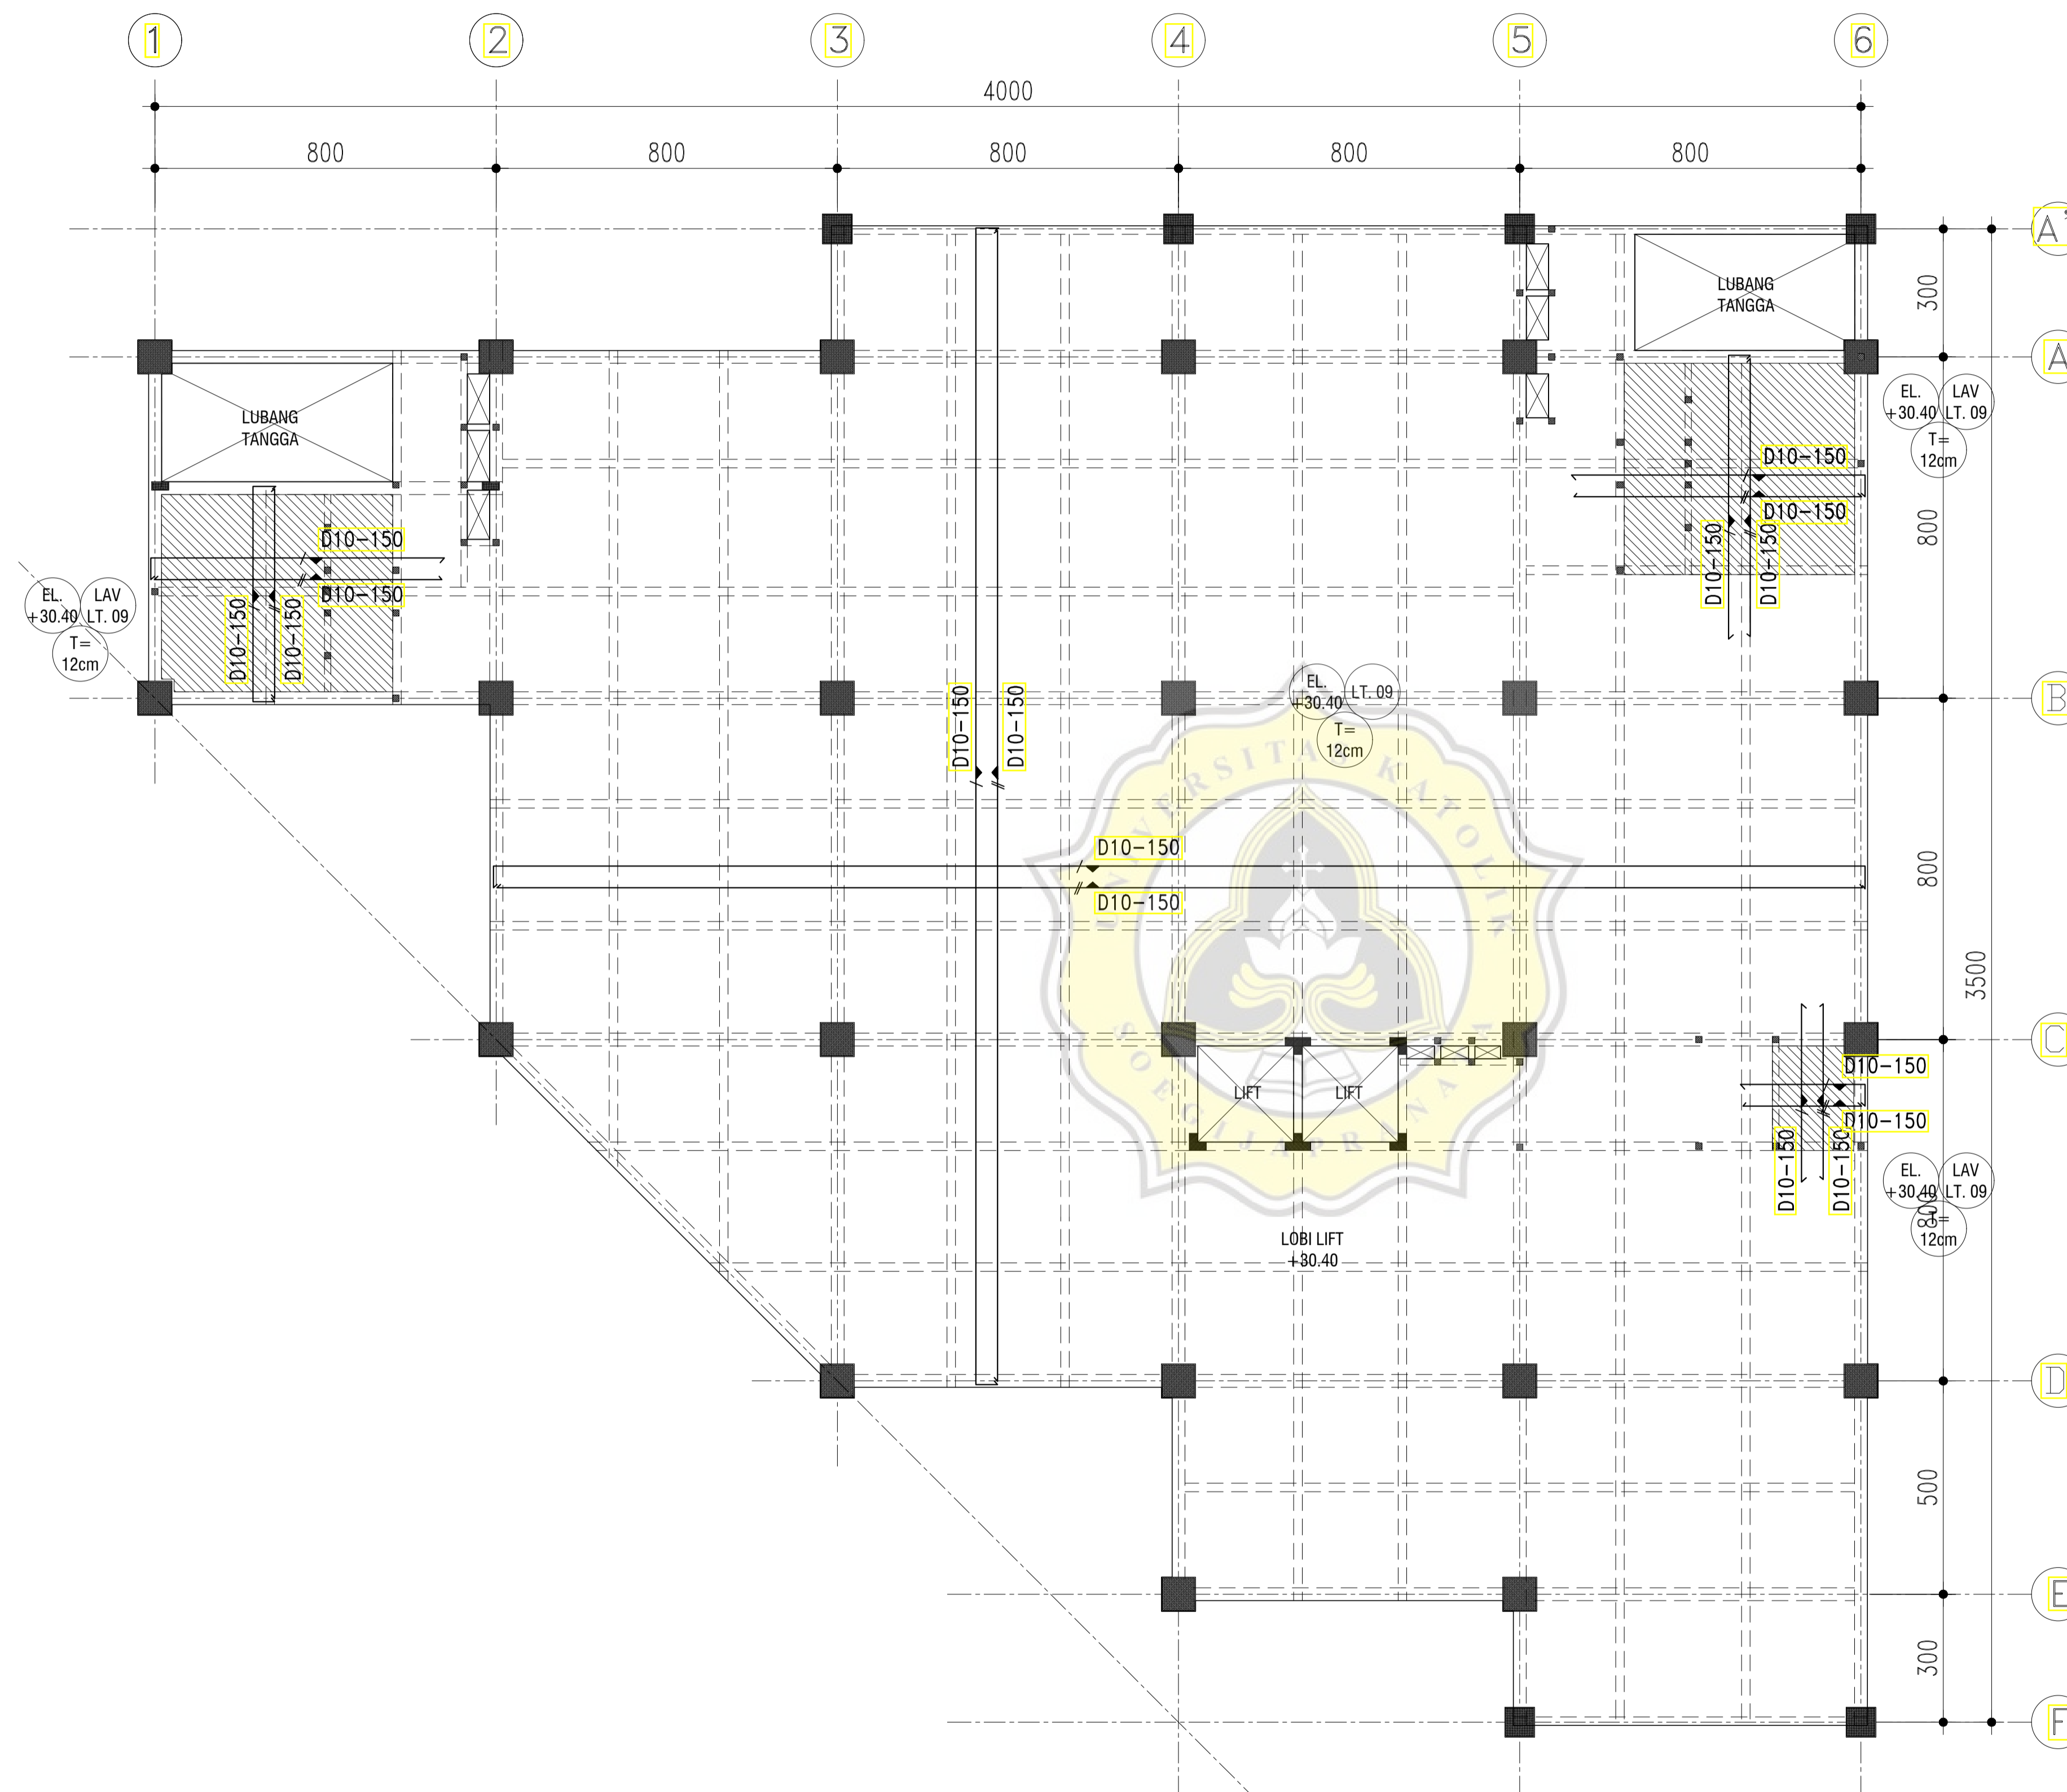 1
2
3
4
5
6
4000
800
800
800
800
800
A'
300
LUBANG
TANGGA
A
EL.
+30.40
LAV
LT. 09
T=
12cm
LUBANG
TANGGA
D10-150
D10-150
D10-150
D10-150
800
D10-150
D10-150
D10-150
D10-150
EL.
+30.40
LAV
LT. 09
T=
12cm
EL.
+30.40
LT. 09
T=
12cm
B
D10-150
D10-150
UNIVERSITAS KATOLIK
SOEGIJAPRANATA
D10-150
D10-150
800
3500
C
LIFT
LIFT
D10-150
D10-150
D10-150
D10-150
EL.
+30.40
LAV
LT. 09
T=
12cm
800
LOBI LIFT
+30.40
D
500
E
300
F